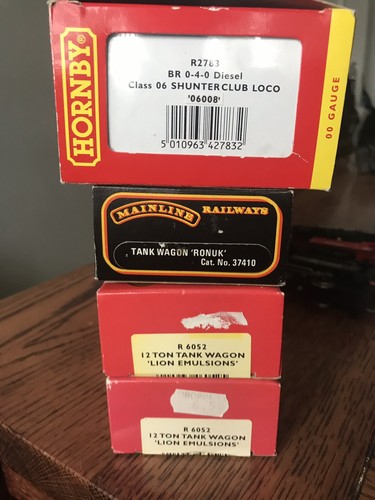 HORNBY
R2783
BR 0-4-0 Diesel
Class 06 SHUNTERCLUB LOCO
'06008'
5 010963 427832
00 GAUGE
MAINLINE RAILWAYS
TANK WAGON 'RONUK'
Cat. No. 37410
R 6052
12 TON TANK WAGON
'LION EMULSIONS'
R 6052
12 TON TANK WAGON
'LION EMULSIONS'